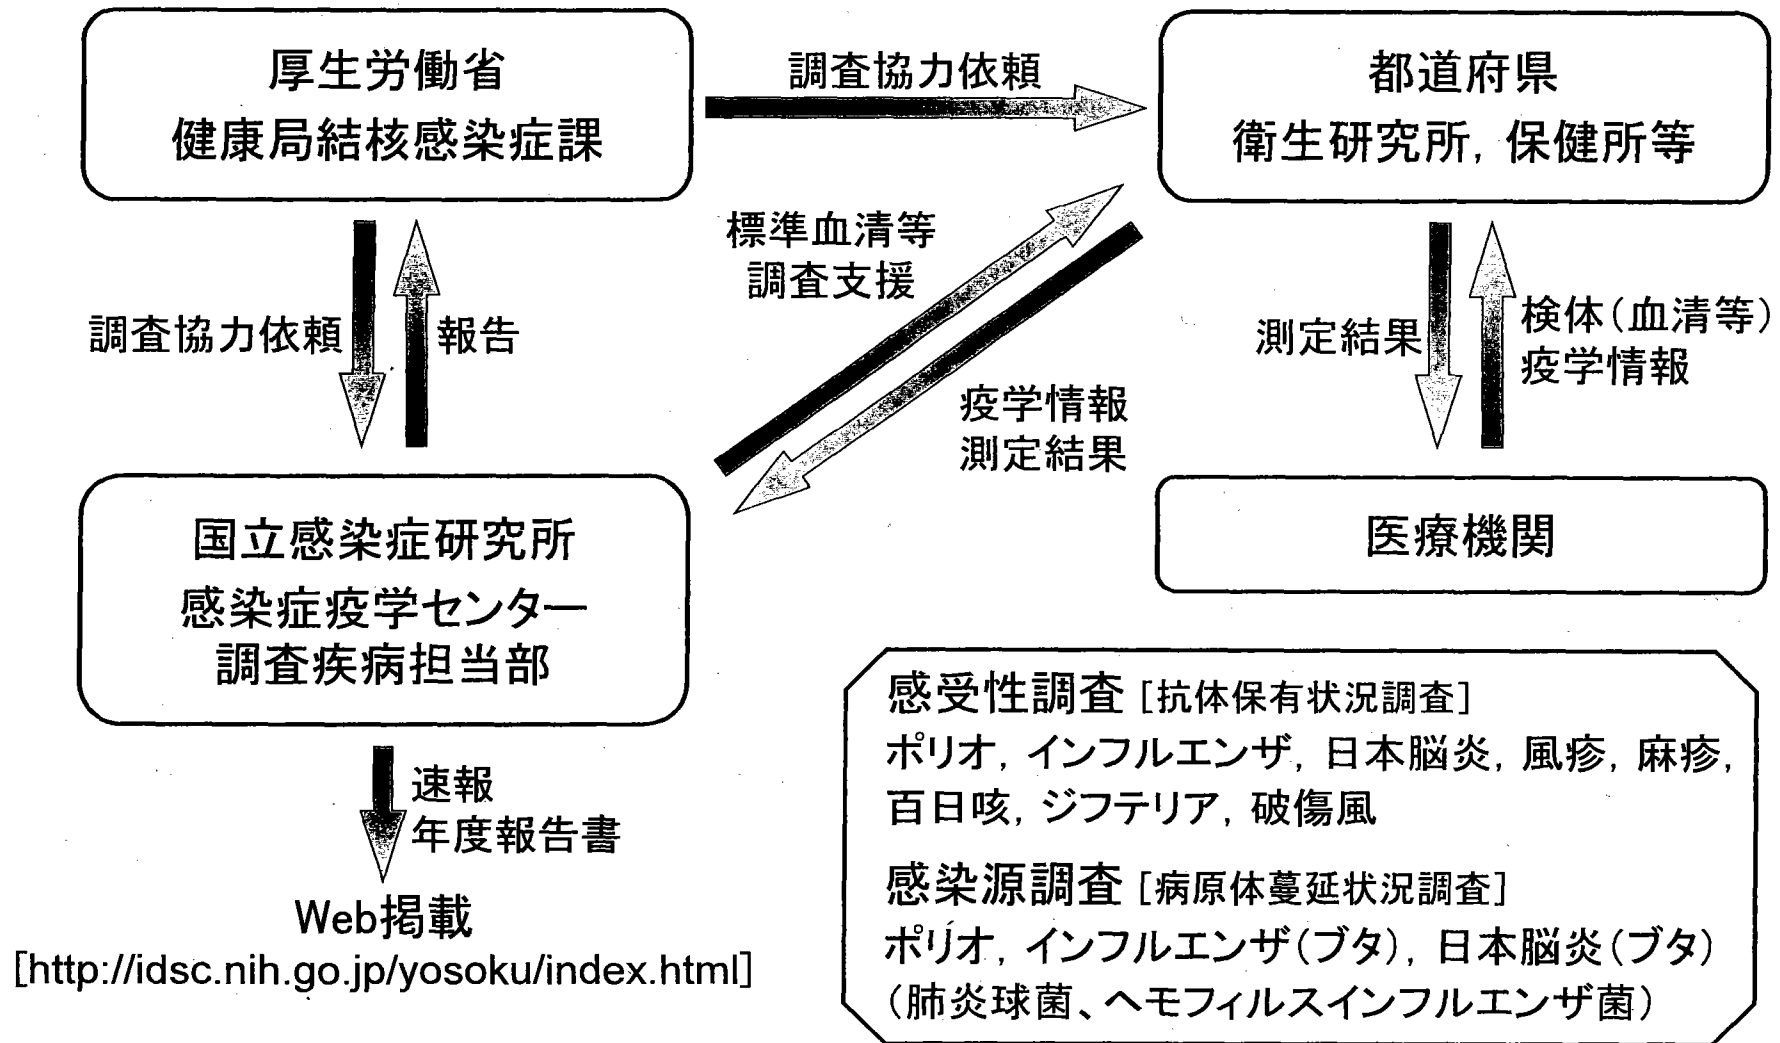 厚生労働省
健康局結核感染症課
調査協力依頼
都道府県
衛生研究所, 保健所等
標準血清等
調査支援
調査協力依頼
報告
疫学情報
測定結果
測定結果
検体(血清等)
疫学情報
国立感染症研究所
感染症疫学センター
調査疾病担当部
医療機関
速報
年度報告書
Web掲載
[http://idsc.nih.go.jp/yosoku/index.html]
感受性調査 [抗体保有状況調査]
ポリオ, インフルエンザ, 日本脳炎, 風疹, 麻疹,
百日咳, ジフテリア, 破傷風
感染源調査 [病原体蔓延状況調査]
ポリオ, インフルエンザ(ブタ), 日本脳炎(ブタ)
(肺炎球菌、ヘモフィルスインフルエンザ菌)